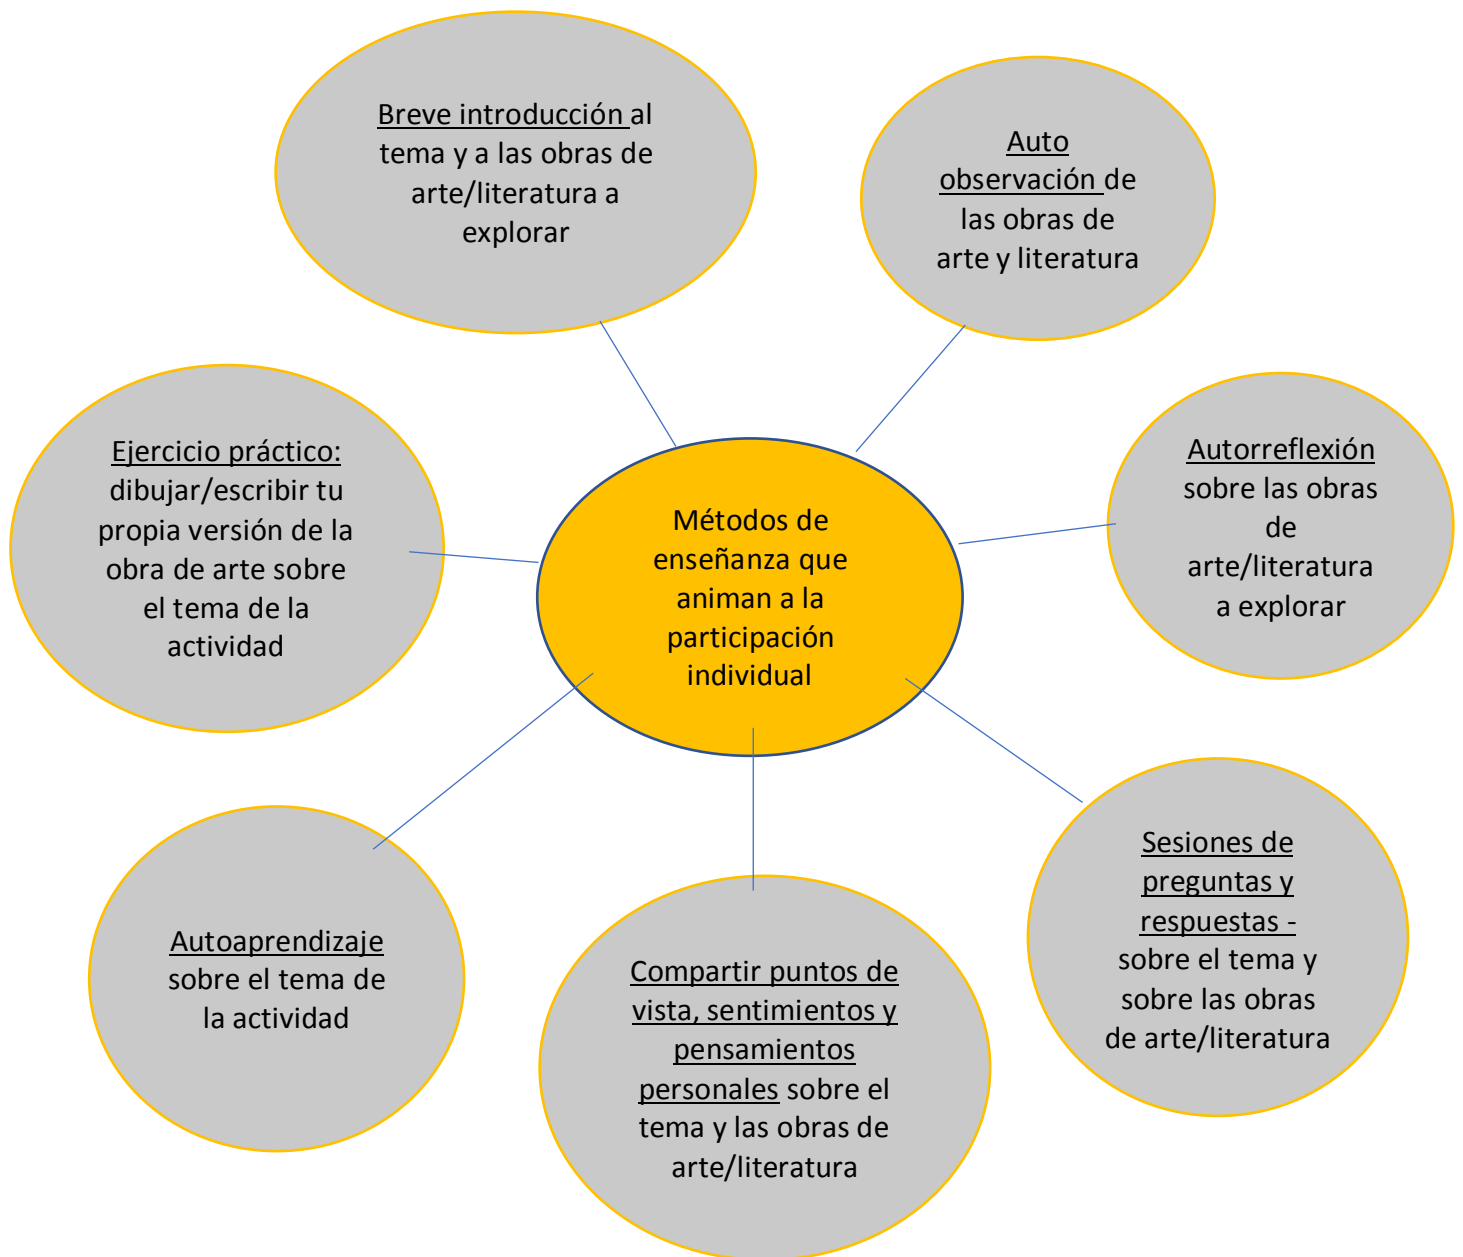 Breve introducción al
tema y a las obras de
arte/literatura a
explorar
Auto
observación de
las obras de
arte y literatura
Autorreflexión
sobre las obras
de
arte/literatura
a explorar
Sesiones de
preguntas y
respuestas -
sobre el tema y
sobre las obras
de arte/literatura
Compartir puntos de
vista, sentimientos y
pensamientos
personales sobre el
tema y las obras de
arte/literatura
Autoaprendizaje
sobre el tema de
la actividad
Ejercicio práctico:
dibujar/escribir tu
propia versión de la
obra de arte sobre
el tema de la
actividad
Métodos de
enseñanza que
animan a la
participación
individual